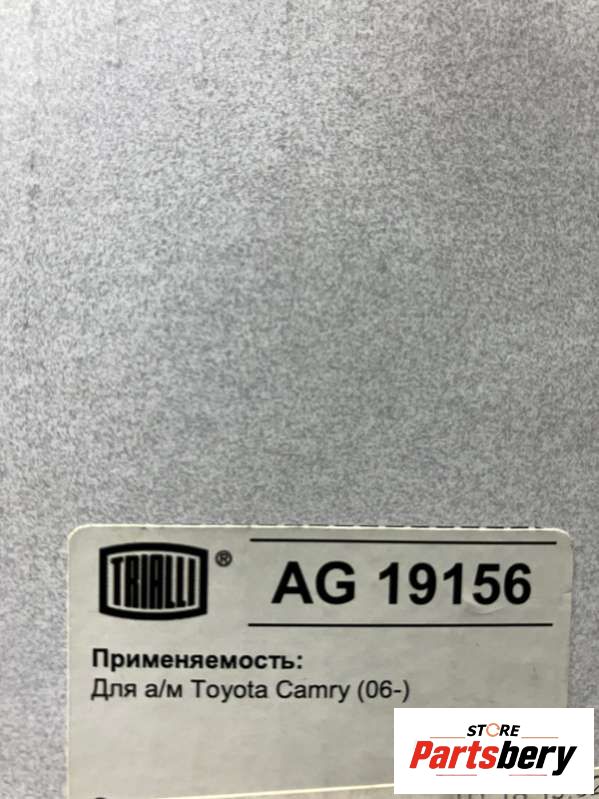 TRIALLI®
AG 19156
Применяемость:
Для а/м Toyota Camry (06-)
STORE
Partsbery